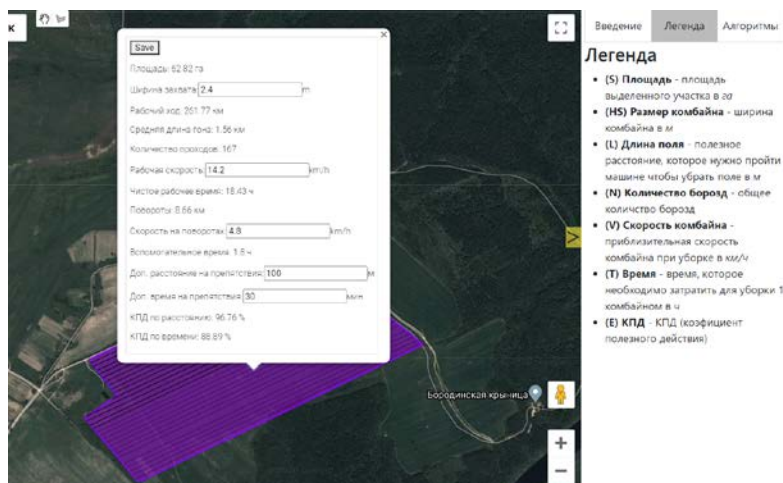 к
Save
Площадь: 62.82 га
Ширина захвата: 2.4 m
Рабочий ход: 261.77 км
Средняя длина гона: 1.56 км
Количество проходов: 167
Рабочая скорость: 14.2 km/h
Чистое рабочее время: 18.43 ч
Повороты: 8.66 км
Скорость на поворотах: 4.8 km/h
Вспомогательное время: 1.8 ч
Доп. расстояние на препятствия: 100 м
Доп. время на препятствия: 30 мин
КПД по расстоянию: 96.76 %
КПД по времени: 88.89 %
Бородинская крыница
+
−
Введение Легенда Алгоритмы
Легенда
• (S) Площадь - площадь
выделенного участка в га
• (HS) Размер комбайна - ширина
комбайна в м
• (L) Длина поля - полезное
расстояние, которое нужно пройти
машине чтобы убрать поле в м
• (N) Количество борозд - общее
количство борозд
• (V) Скорость комбайна -
приблизительная скорость
комбайна при уборке в км/ч
• (T) Время - время, которое
необходимо затратить для уборки 1
комбайном в ч
• (E) КПД - КПД (коэфициент
полезного действия)